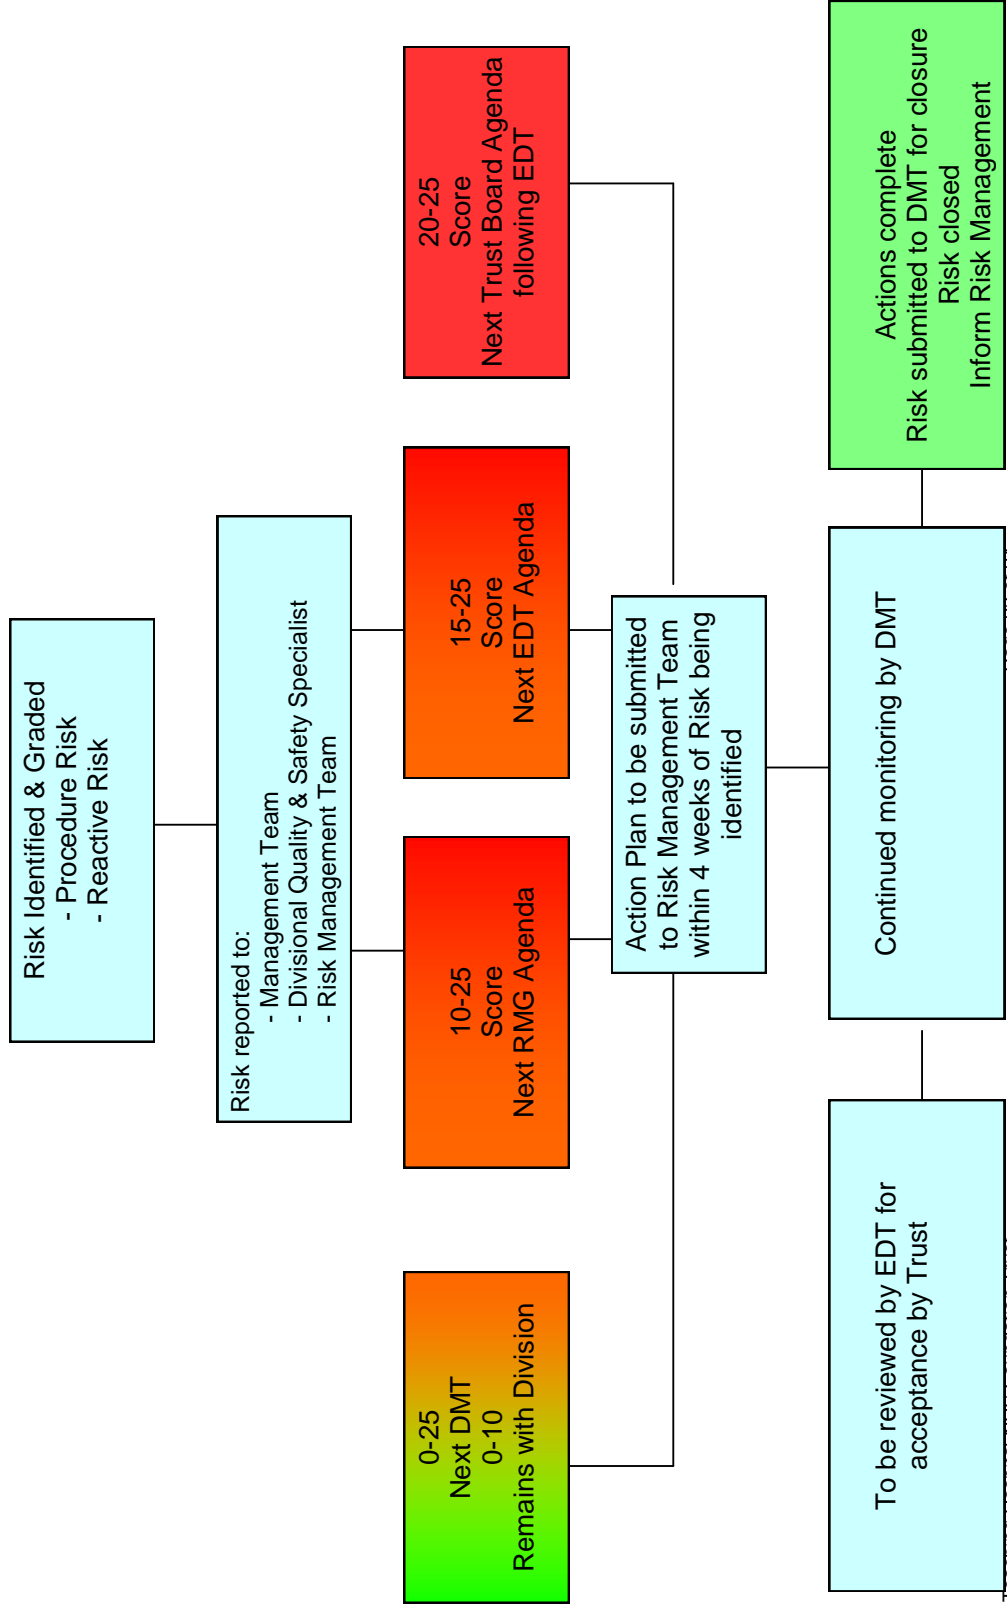 Risk Identified & Graded
- Procedure Risk
- Reactive Risk
Risk reported to:
- Management Team
- Divisional Quality & Safety Specialist
- Risk Management Team
0-25
Next DMT
0-10
Remains with Division
10-25
Score
Next RMG Agenda
15-25
Score
Next EDT Agenda
20-25
Score
Next Trust Board Agenda
following EDT
Action Plan to be submitted
to Risk Management Team
within 4 weeks of Risk being
identified
To be reviewed by EDT for
acceptance by Trust
Continued monitoring by DMT
Actions complete
Risk submitted to DMT for closure
Risk closed
Inform Risk Management